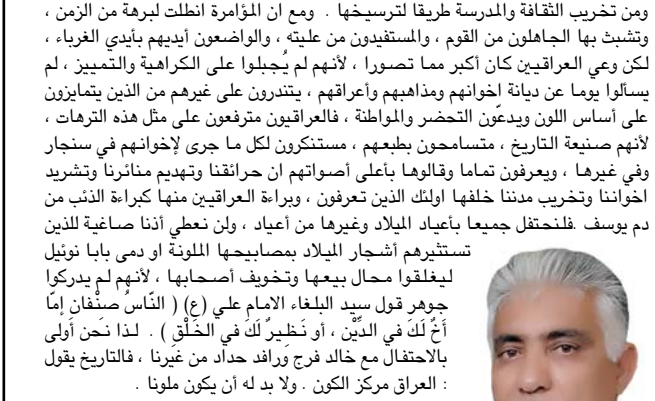 ومن تخريب الثقافة والمدرسة طريقا لترسيخها . ومع ان المؤامرة انطلت لبرهة من الزمن ،
وتشبث بها الجاهلون من القوم ، والمستفيدون من عليته ، والواضعون أيديهم بأيدي الغرباء ،
لكن وعي العراقيين كان أكبر مما تصورا ، لأنهم لم يُجبلوا على الكراهية والتمييز ، لم
يسألوا يوما عن ديانة اخوانهم ومذاهبهم وأعراقهم ، يتندرون على غيرهم من الذين يتمايزون
على أساس اللون ويدعّون التحضر والمواطنة ، فالعراقيون مترفعون على مثل هذه الترهات ،
لأنهم صنيعة التاريخ ، متسامحون بطبعهم ، مستنكرون لكل ما جرى لإخوانهم في سنجار
وفي غيرها ، ويعرفون تماما وقالوها بأعلى أصواتهم ان حرائقنا وتهديم منائرنا وتشريد
اخواننا وتخريب مدننا خلفها اولئك الذين تعرفون ، وبراءة العراقيين منها كبراءة الذئب من
دم يوسف .فلنحتفل جميعا بأعياد الميلاد وغيرها من أعياد ، ولن نعطي أذنا صاغية للذين
تستثيرهم أشجار الميلاد بمصابيحها الملونة او دمى بابا نوئيل
ليغلقوا محال بيعها وتخويف أصحابها ، لأنهم لم يدركوا
جوهر قول سيد البلغاء الامام علي (ع) ( النّاسُ صنْفانِ إمّا
أخٌ لَكَ في الدِّيْن ، أو نَظيرٌ لَكَ في الخَلْقِ ) . لذا نحن أولى
بالاحتفال مع خالد فرج ورافد حداد من غيرنا ، فالتاريخ يقول
: العراق مركز الكون . ولا بد له أن يكون ملونا .